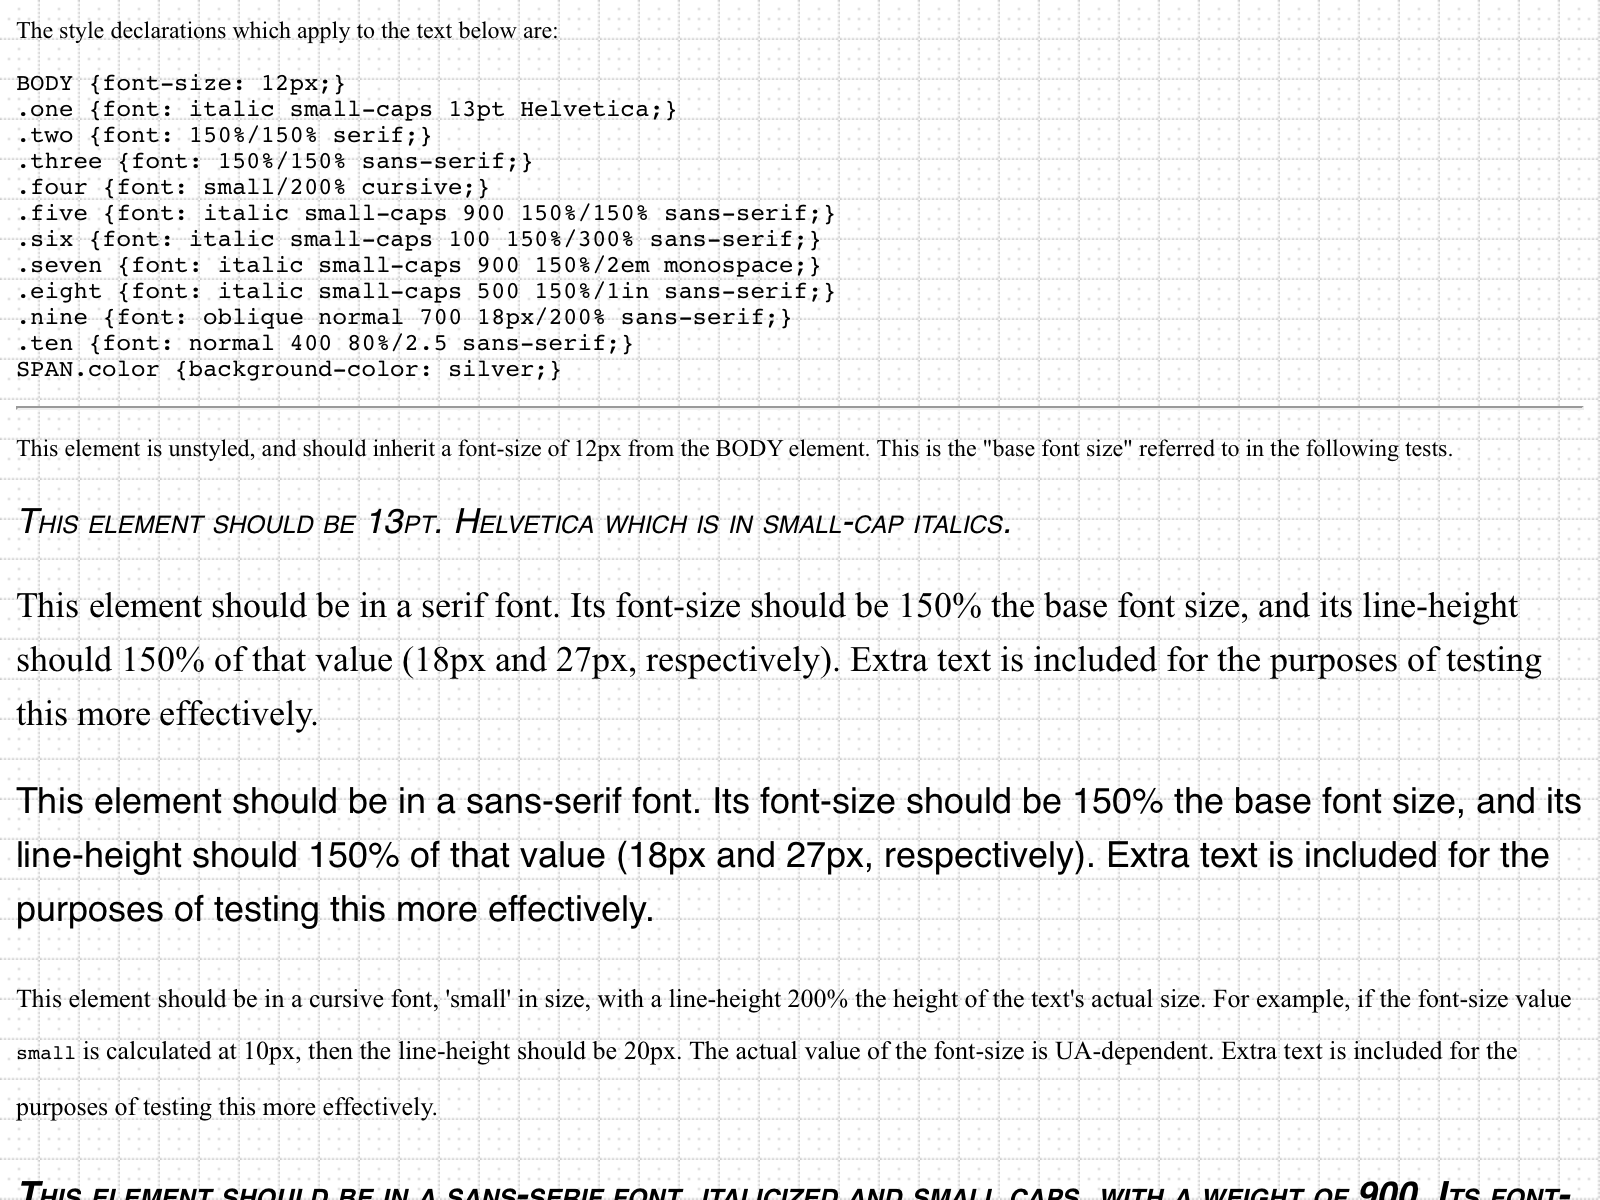 The style declarations which apply to the text below are:
BODY {font-size: 12px;}
.one {font: italic small-caps 13pt Helvetica;}
.two {font: 150%/150% serif;}
.three {font: 150%/150% sans-serif;}
.four {font: small/200% cursive;}
.five {font: italic small-caps 900 150%/150% sans-serif;}
.six {font: italic small-caps 100 150%/300% sans-serif;}
.seven {font: italic small-caps 900 150%/2em monospace;}
.eight {font: italic small-caps 500 150%/1in sans-serif;}
.nine {font: oblique normal 700 18px/200% sans-serif;}
.ten {font: normal 400 80%/2.5 sans-serif;}
SPAN.color {background-color: silver;}
This element is unstyled, and should inherit a font-size of 12px from the BODY element. This is the "base font size" referred to in the following tests.
This element should be 13pt. Helvetica which is in small-cap italics.
This element should be in a serif font. Its font-size should be 150% the base font size, and its line-height
should 150% of that value (18px and 27px, respectively). Extra text is included for the purposes of testing
this more effectively.
This element should be in a sans-serif font. Its font-size should be 150% the base font size, and its
line-height should 150% of that value (18px and 27px, respectively). Extra text is included for the
purposes of testing this more effectively.
This element should be in a cursive font, 'small' in size, with a line-height 200% the height of the text's actual size. For example, if the font-size value
small is calculated at 10px, then the line-height should be 20px. The actual value of the font-size is UA-dependent. Extra text is included for the
purposes of testing this more effectively.
This element should be in a sans-serif font, italicized and small caps, with a weight of 900. Its font-